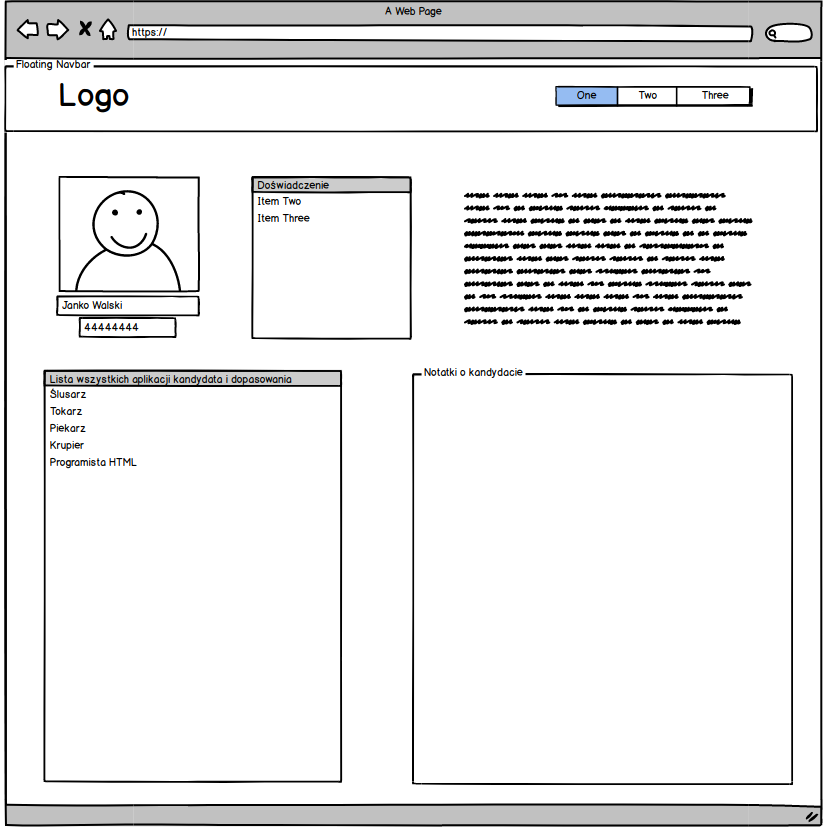 A Web Page
https://
Floating Navbar
Logo
One Two Three
Doświadczenie
Item Two
Item Three
Janko Walski
44444444
Lista wszystkich aplikacji kandydata i dopasowania
Ślusarz
Tokarz
Piekarz
Krupier
Programista HTML
Notatki o kandydacie